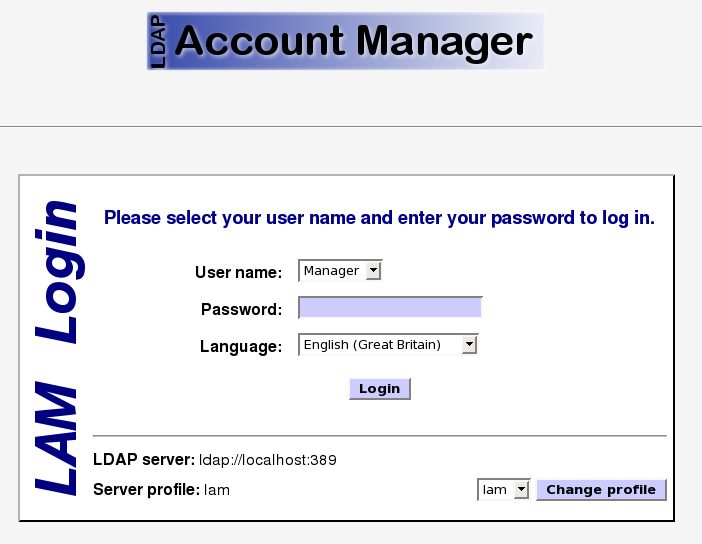 LDAP Account Manager
LAM Login
Please select your user name and enter your password to log in.
User name: Manager
Password:
Language: English (Great Britain)
Login
LDAP server: ldap://localhost:389
Server profile: lam lam Change profile